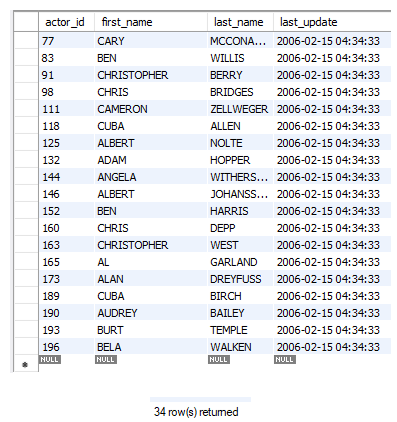 actor_id first_name last_name last_update
77 CARY MCCONA... 2006-02-15 04:34:33
83 BEN WILLIS 2006-02-15 04:34:33
91 CHRISTOPHER BERRY 2006-02-15 04:34:33
98 CHRIS BRIDGES 2006-02-15 04:34:33
111 CAMERON ZELLWEGER 2006-02-15 04:34:33
118 CUBA ALLEN 2006-02-15 04:34:33
125 ALBERT NOLTE 2006-02-15 04:34:33
132 ADAM HOPPER 2006-02-15 04:34:33
144 ANGELA WITHERS... 2006-02-15 04:34:33
146 ALBERT JOHANSS... 2006-02-15 04:34:33
152 BEN HARRIS 2006-02-15 04:34:33
160 CHRIS DEPP 2006-02-15 04:34:33
163 CHRISTOPHER WEST 2006-02-15 04:34:33
165 AL GARLAND 2006-02-15 04:34:33
173 ALAN DREYFUSS 2006-02-15 04:34:33
189 CUBA BIRCH 2006-02-15 04:34:33
190 AUDREY BAILEY 2006-02-15 04:34:33
193 BURT TEMPLE 2006-02-15 04:34:33
196 BELA WALKEN 2006-02-15 04:34:33
NULL NULL NULL NULL
34 row(s) returned